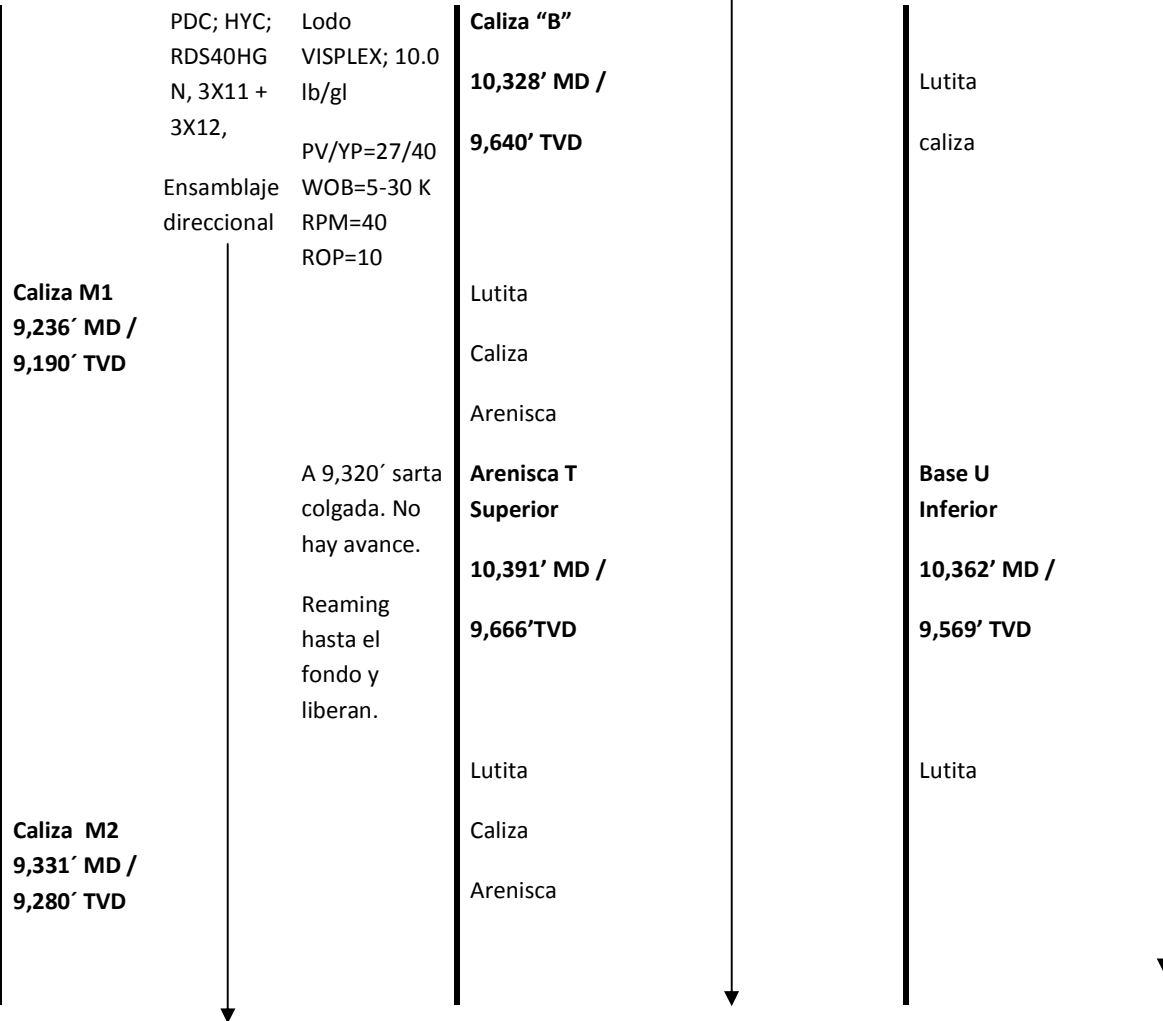 PDC; HYC;
RDS40HG
N, 3X11 +
3X12,
Ensamblaje
direccional
Lodo
VISPLEX; 10.0
lb/gl
PV/YP=27/40
WOB=5-30 K
RPM=40
ROP=10
Caliza M1
9,236´ MD /
9,190´ TVD
A 9,320´ sarta
colgada. No
hay avance.
Reaming
hasta el
fondo y
liberan.
Caliza  M2
9,331´ MD /
9,280´ TVD
Caliza “B”
10,328’ MD /
9,640’ TVD
Lutita
Caliza
Arenisca
Arenisca T
Superior
10,391’ MD /
9,666’TVD
Lutita
Caliza
Arenisca
Lutita
caliza
Base U
Inferior
10,362’ MD /
9,569’ TVD
Lutita